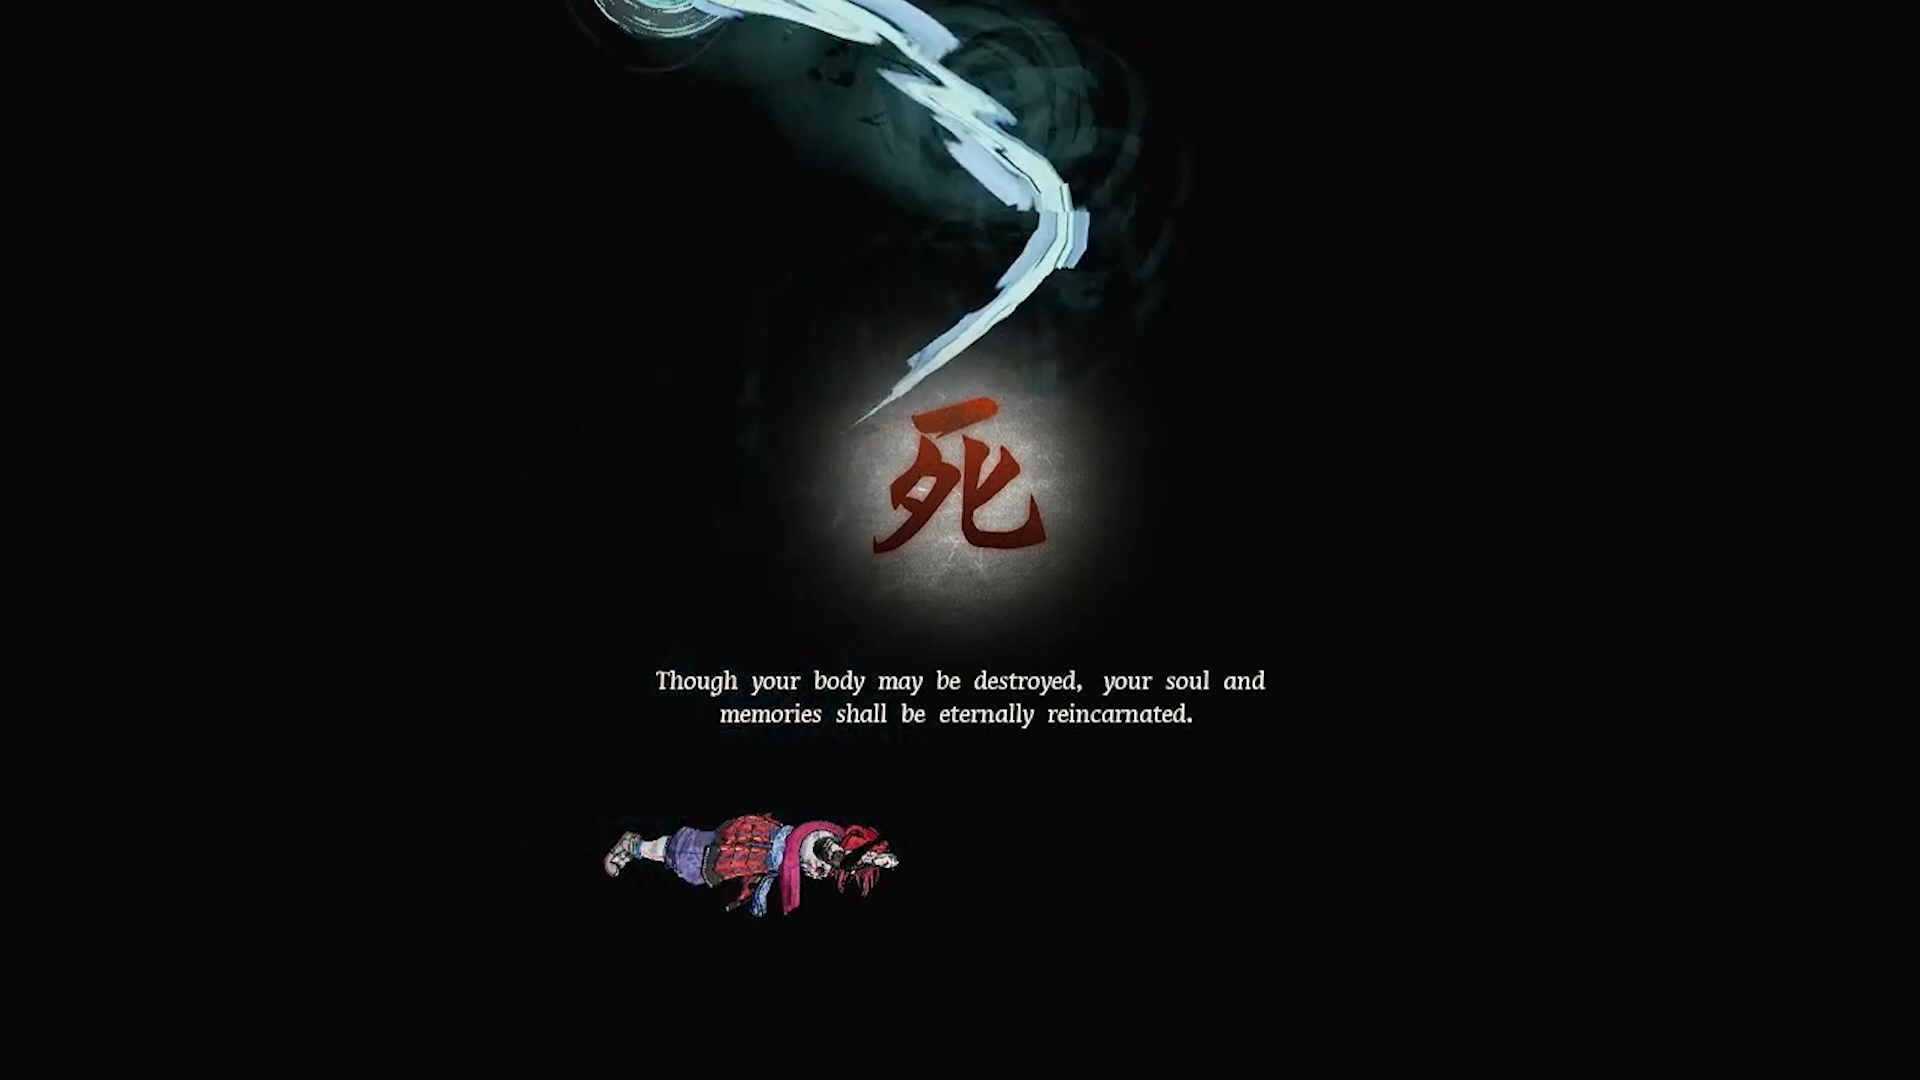 死
Though your body may be destroyed, your soul and
memories shall be eternally reincarnated.